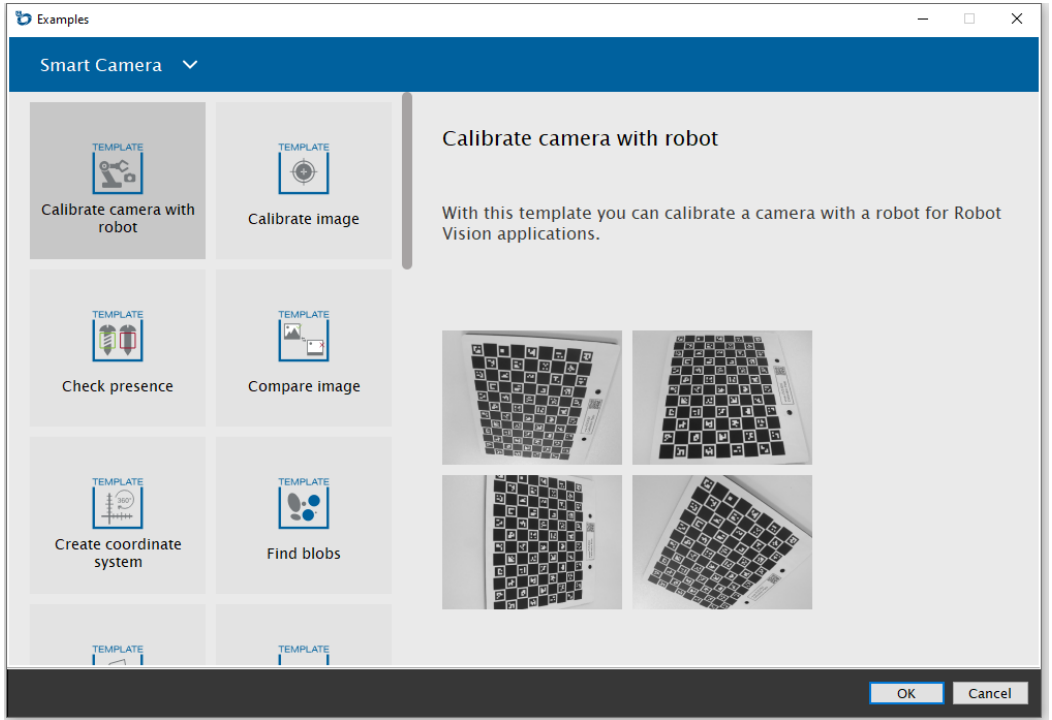 Examples
Smart Camera
Calibrate camera with robot
With this template you can calibrate a camera with a robot for Robot
Vision applications.
TEMPLATE
Calibrate camera with
robot
TEMPLATE
Calibrate image
TEMPLATE
Check presence
TEMPLATE
Compare image
TEMPLATE
360°
Create coordinate
system
TEMPLATE
Find blobs
TEMPLATE
TEMPLATE
OK
Cancel